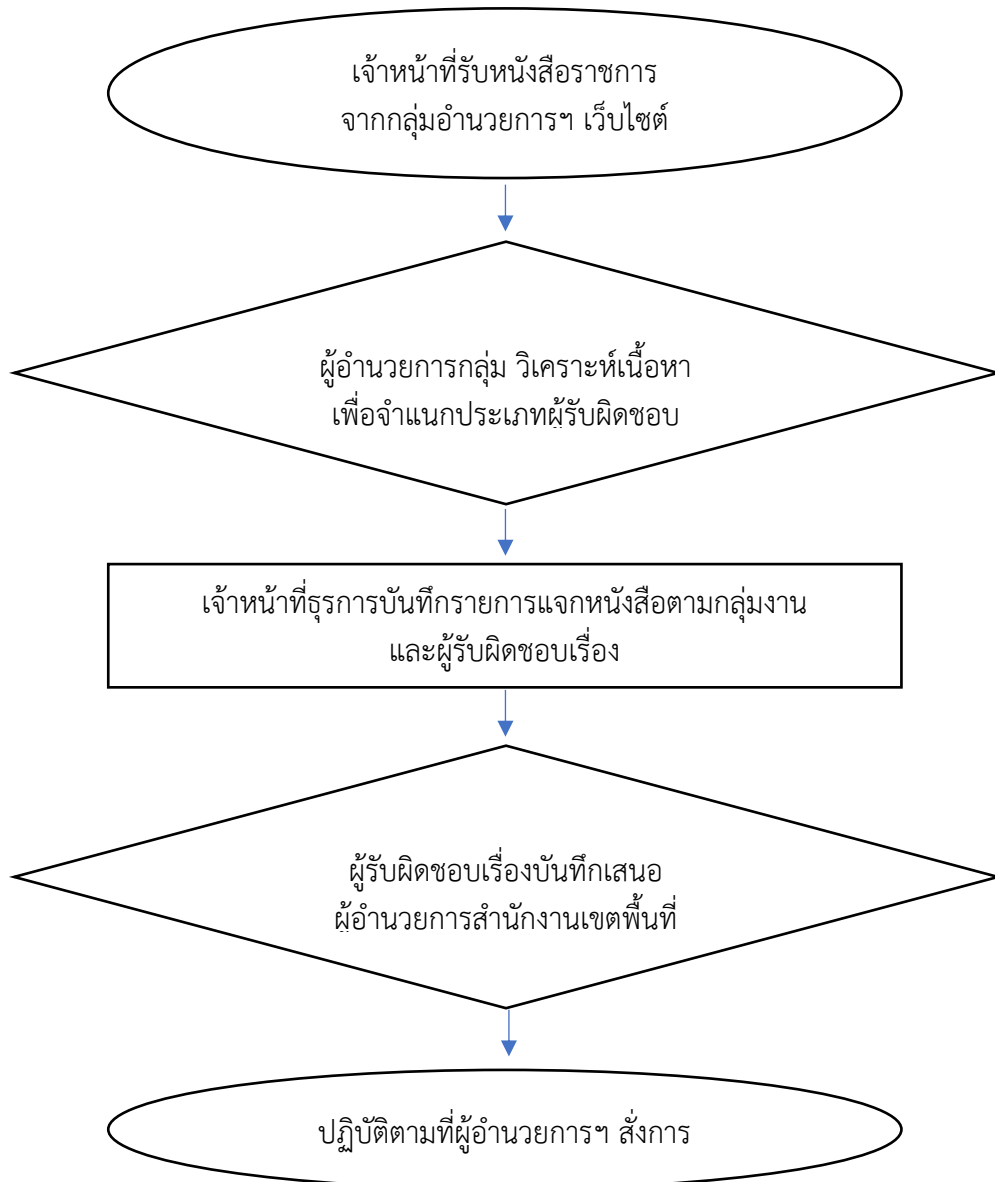 เจ้าหน้าที่รับหนังสือราชการ
จากกลุ่มอำนวยการฯ เว็บไซต์
ผู้อำนวยการกลุ่ม วิเคราะห์เนื้อหา
เพื่อจำแนกประเภทผู้รับผิดชอบ
เจ้าหน้าที่ธุรการบันทึกรายการแจกหนังสือตามกลุ่มงาน
และผู้รับผิดชอบเรื่อง
ผู้รับผิดชอบเรื่องบันทึกเสนอ
ผู้อำนวยการสำนักงานเขตพื้นที่
ปฏิบัติตามที่ผู้อำนวยการฯ สั่งการ